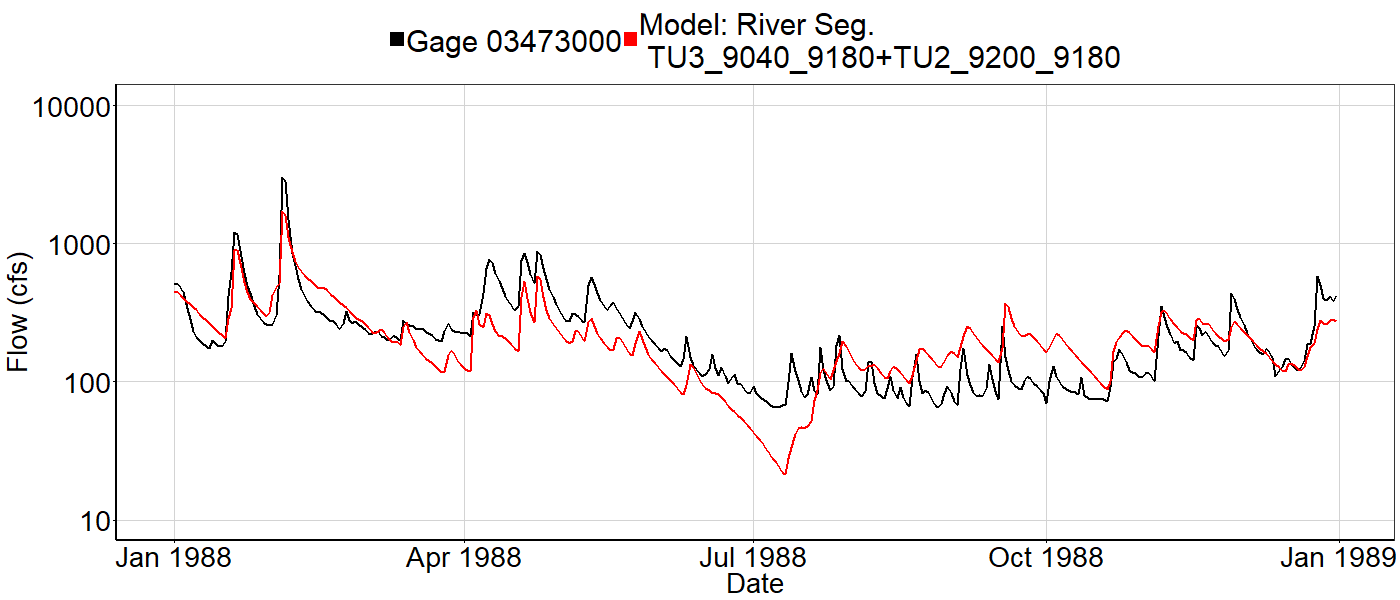 Model: River Seg.
Gage 03473000
TU3_9040_9180+TU2_9200_9180
10000
1000
100
10
Flow (cfs)
Jan 1988
Apr 1988
Jul 1988
Oct 1988
Jan 1989
Date